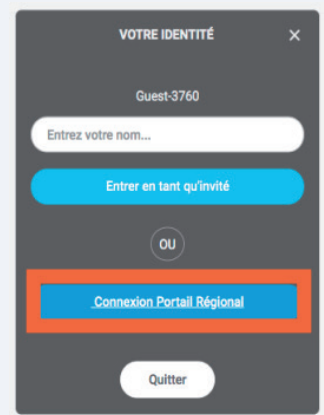 VOTRE IDENTITÉ ×
Guest-3760
Entrez votre nom...
Entrer en tant qu'invité
OU
Connexion Portail Régional
Quitter